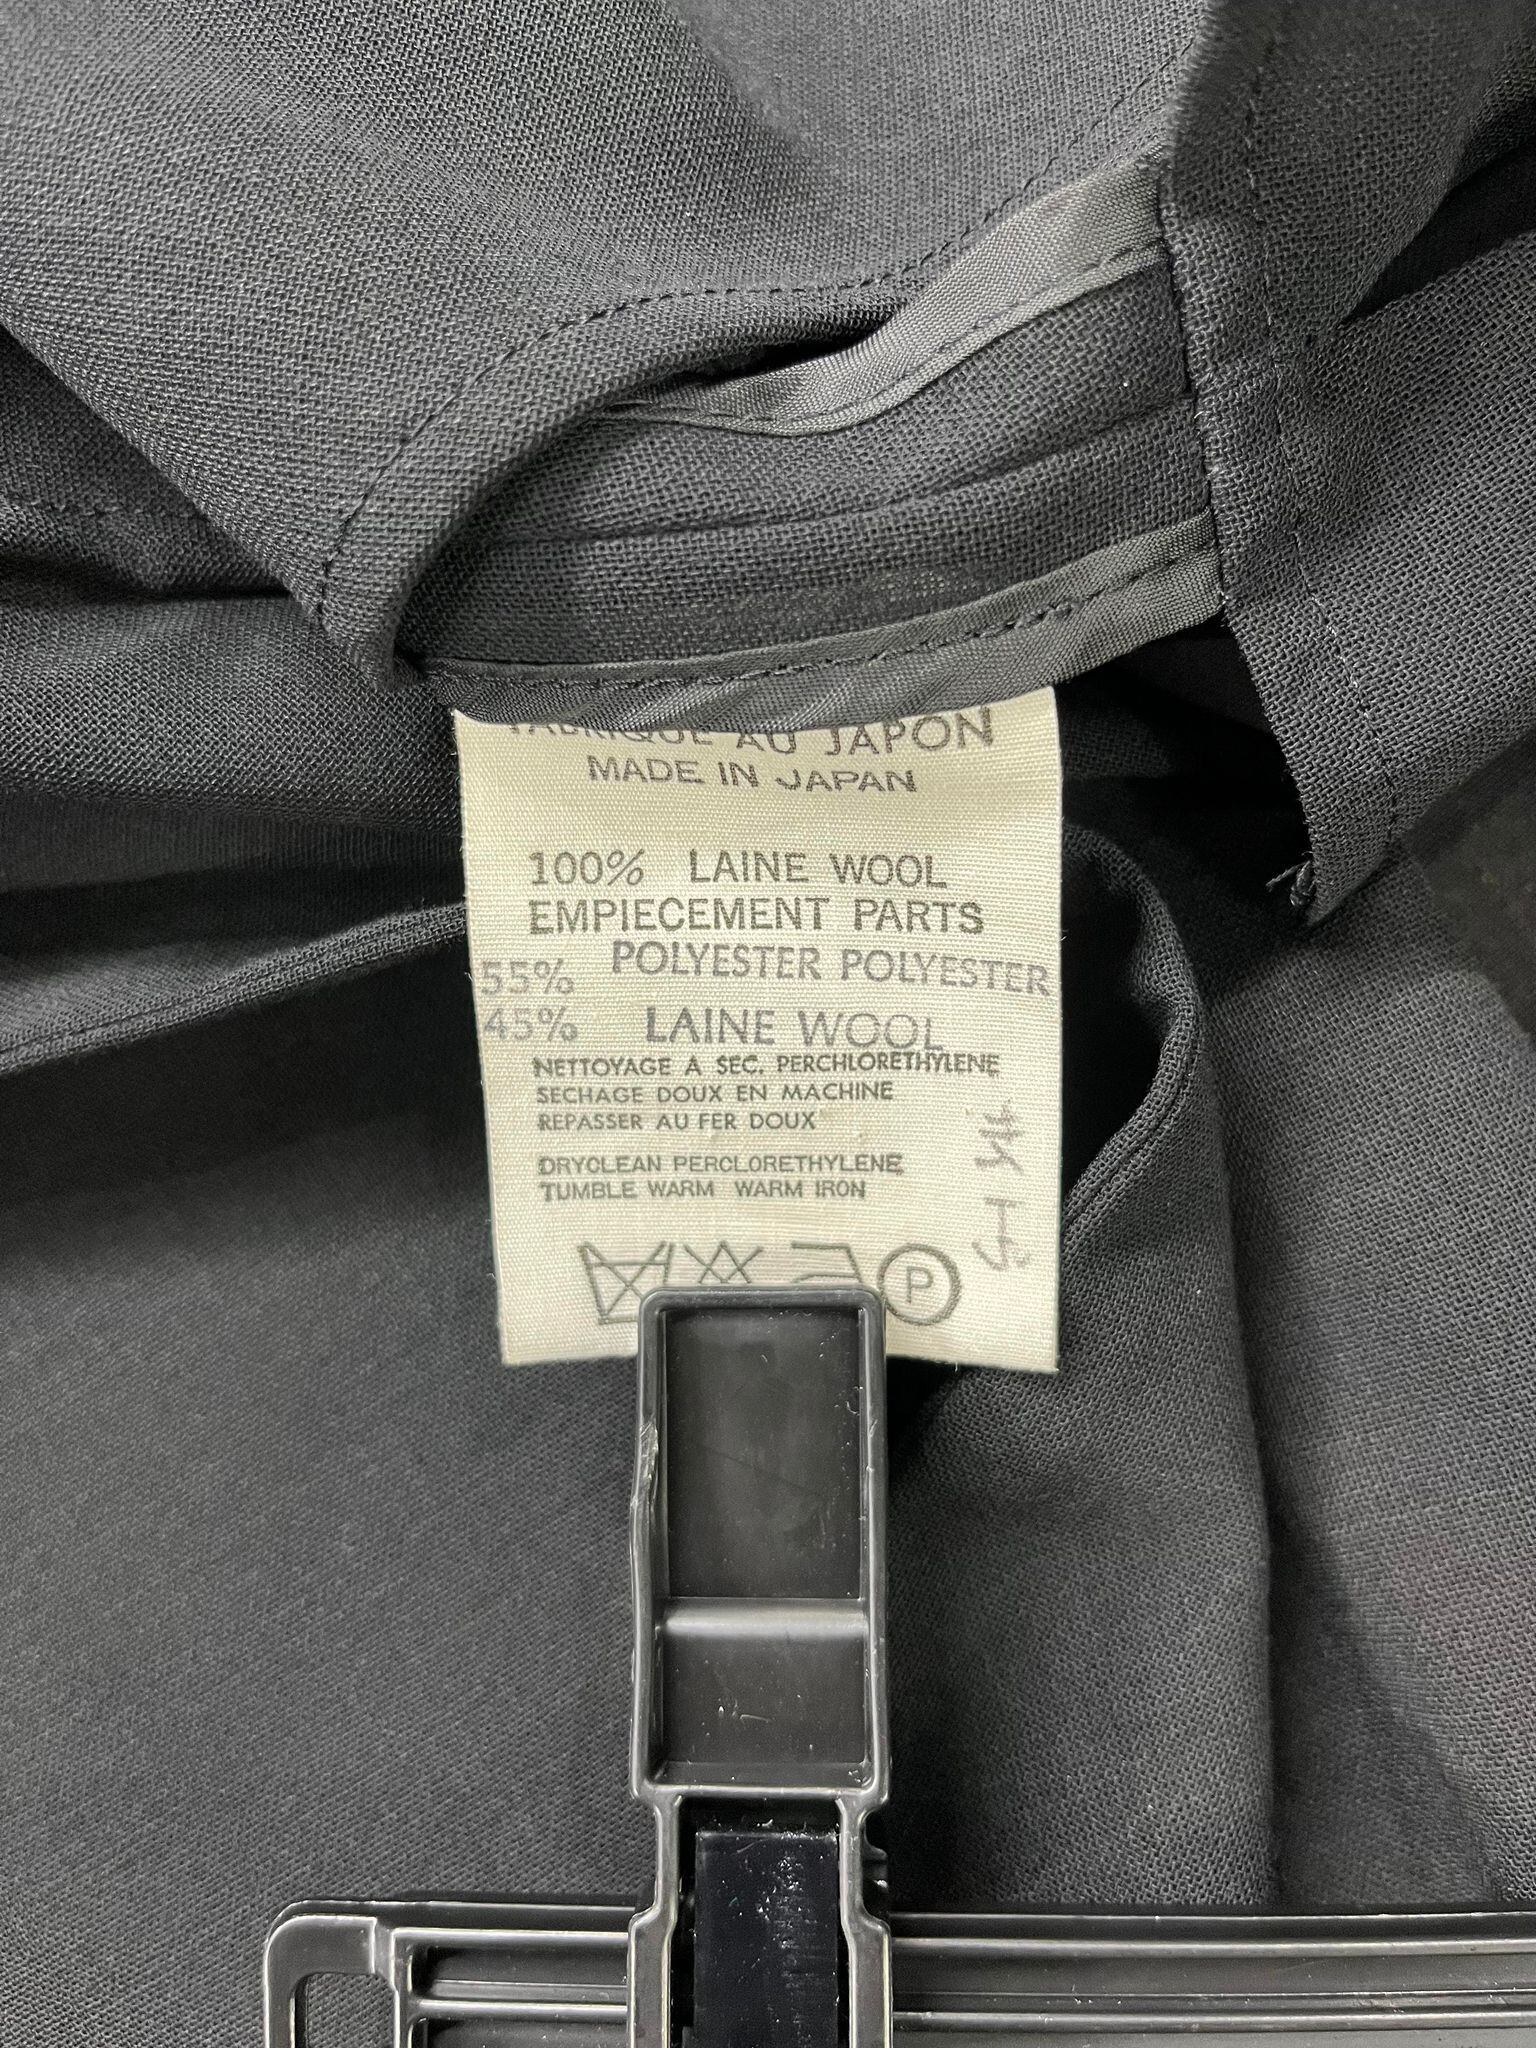 FABRIQUE AU JAPON
MADE IN JAPAN
100% LAINE WOOL
EMPIECEMENT PARTS
55% POLYESTER POLYESTER
45% LAINE WOOL
NETTOYAGE A SEC. PERCHLORETHYLENE
SECHAGE DOUX EN MACHINE
REPASSER AU FER DOUX
DRYCLEAN PERCLORETHYLENE
TUMBLE WARM WARM IRON
P